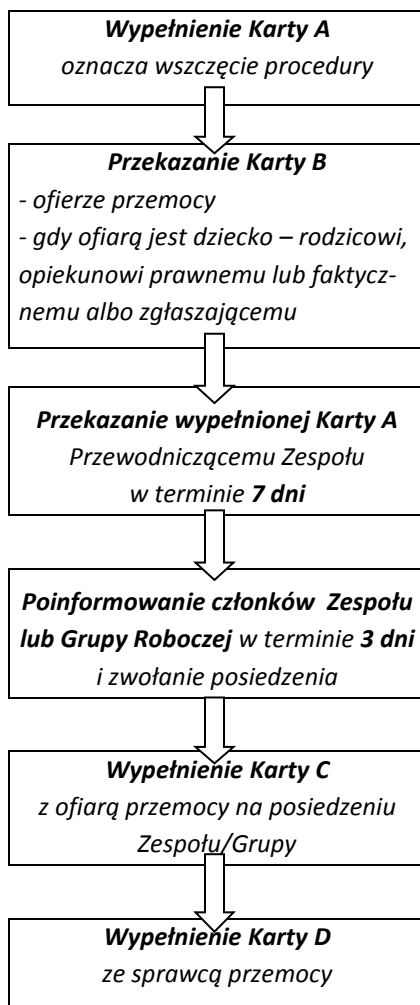 Wypełnienie Karty A
oznacza wszczęcie procedury
Przekazanie Karty B
- ofierze przemocy
- gdy ofiarą jest dziecko – rodzicowi,
opiekunowi prawnemu lub faktycz-
nemu albo zgłaszającemu
Przekazanie wypełnionej Karty A
Przewodniczącemu Zespołu
w terminie 7 dni
Poinformowanie członków Zespołu
lub Grupy Roboczej w terminie 3 dni
i zwołanie posiedzenia
Wypełnienie Karty C
z ofiarą przemocy na posiedzeniu
Zespołu/Grupy
Wypełnienie Karty D
ze sprawcą przemocy